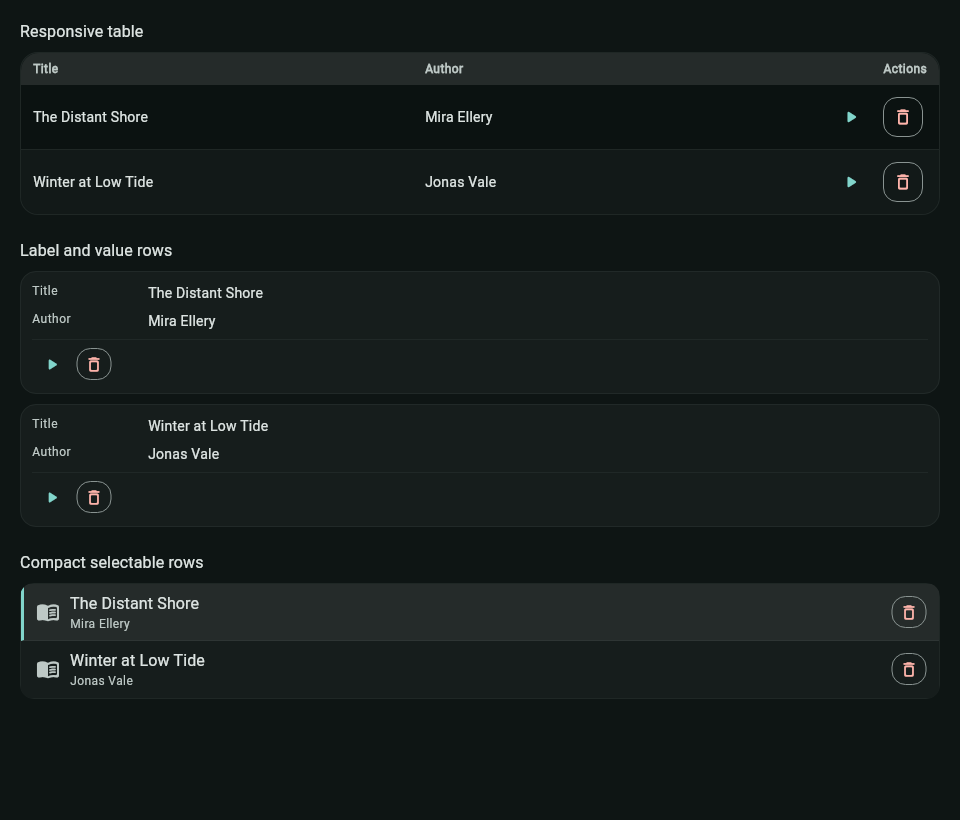 Responsive table
Title Author Actions
The Distant Shore Mira Ellery
Winter at Low Tide Jonas Vale
Label and value rows
Title The Distant Shore
Author Mira Ellery
Title Winter at Low Tide
Author Jonas Vale
Compact selectable rows
The Distant Shore
Mira Ellery
Winter at Low Tide
Jonas Vale